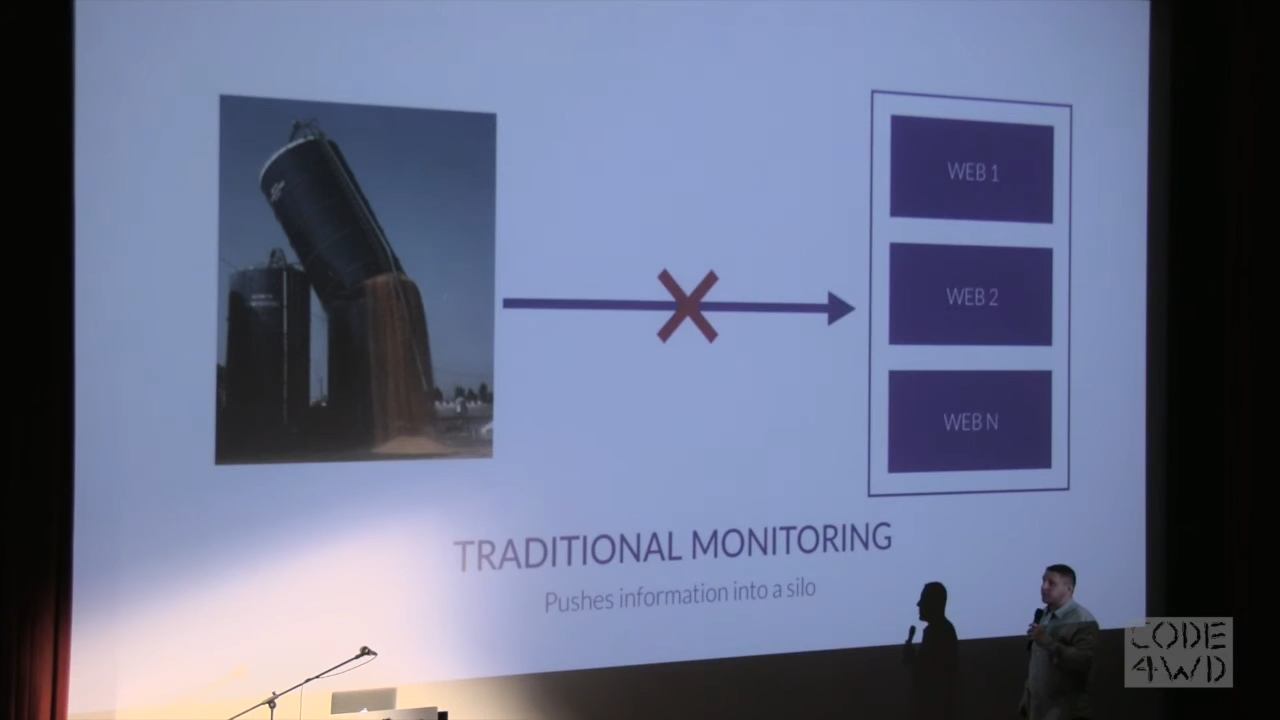 WEB 1
WEB 2
WEB N
TRADITIONAL MONITORING
Pushes information into a silo
CODE
4WD